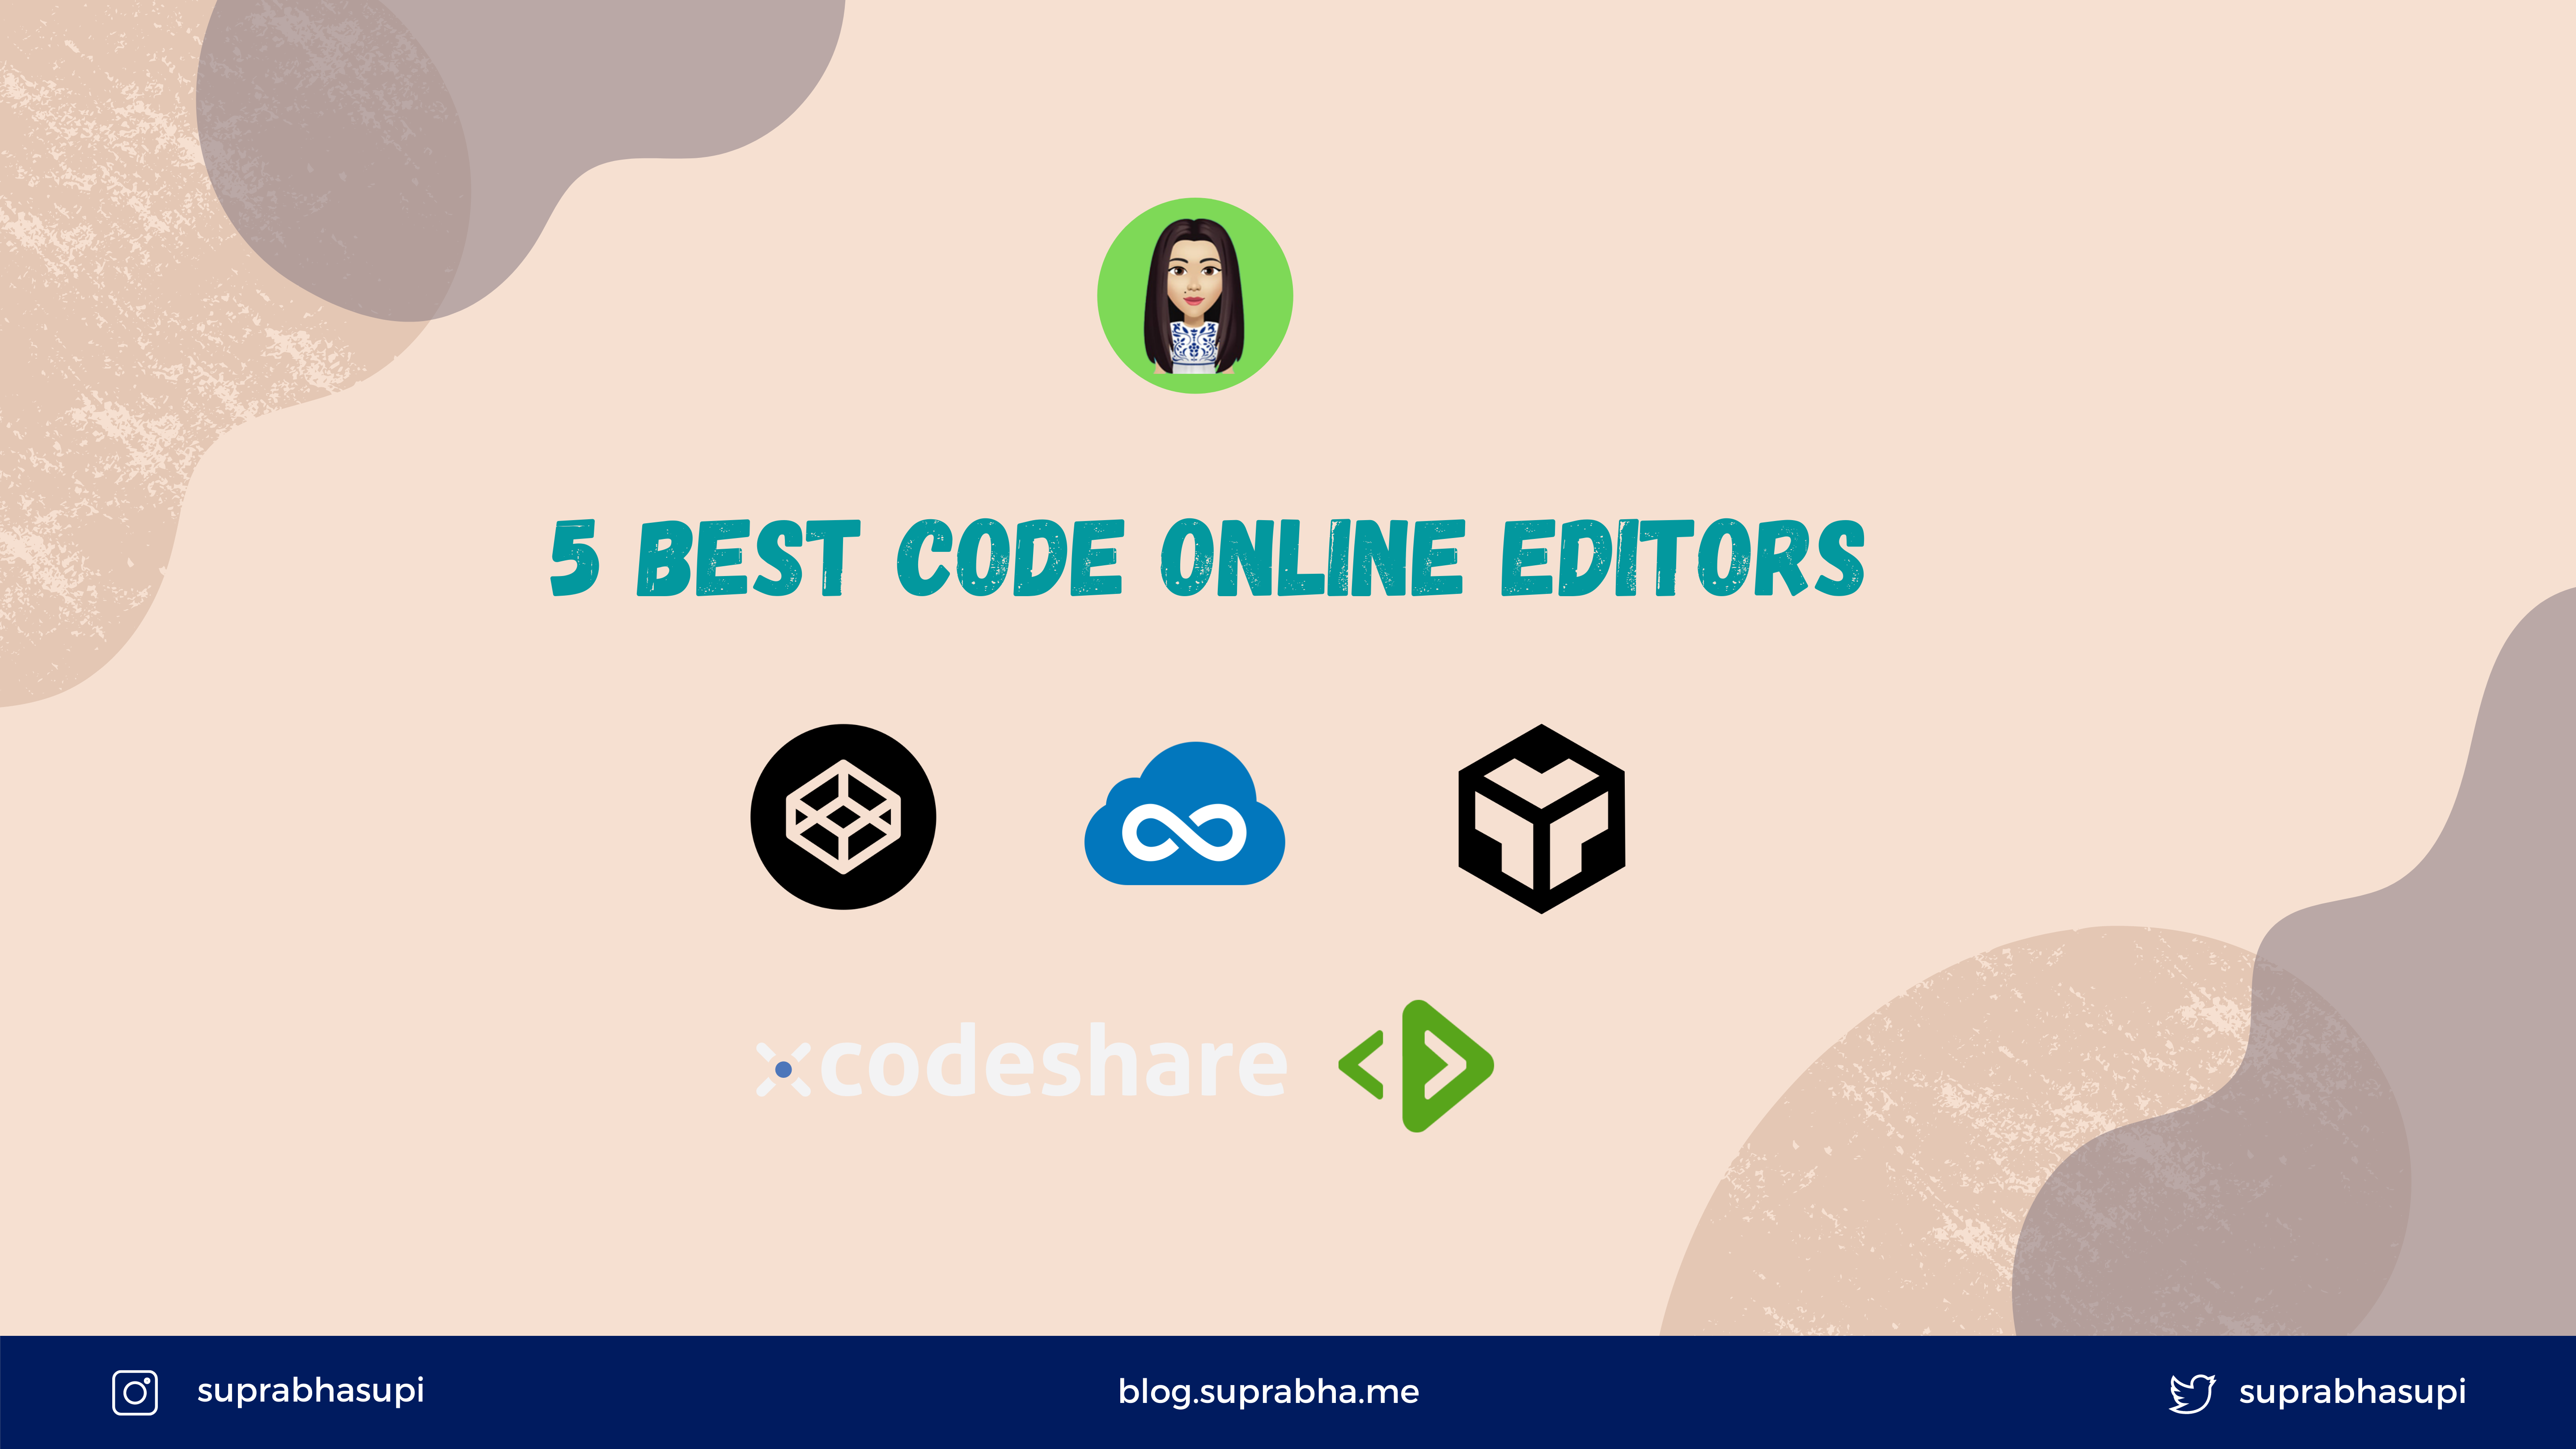 5 BEST CODE ONLINE EDITORS
codeshare
suprabhasupi
blog.suprabha.me
suprabhasupi